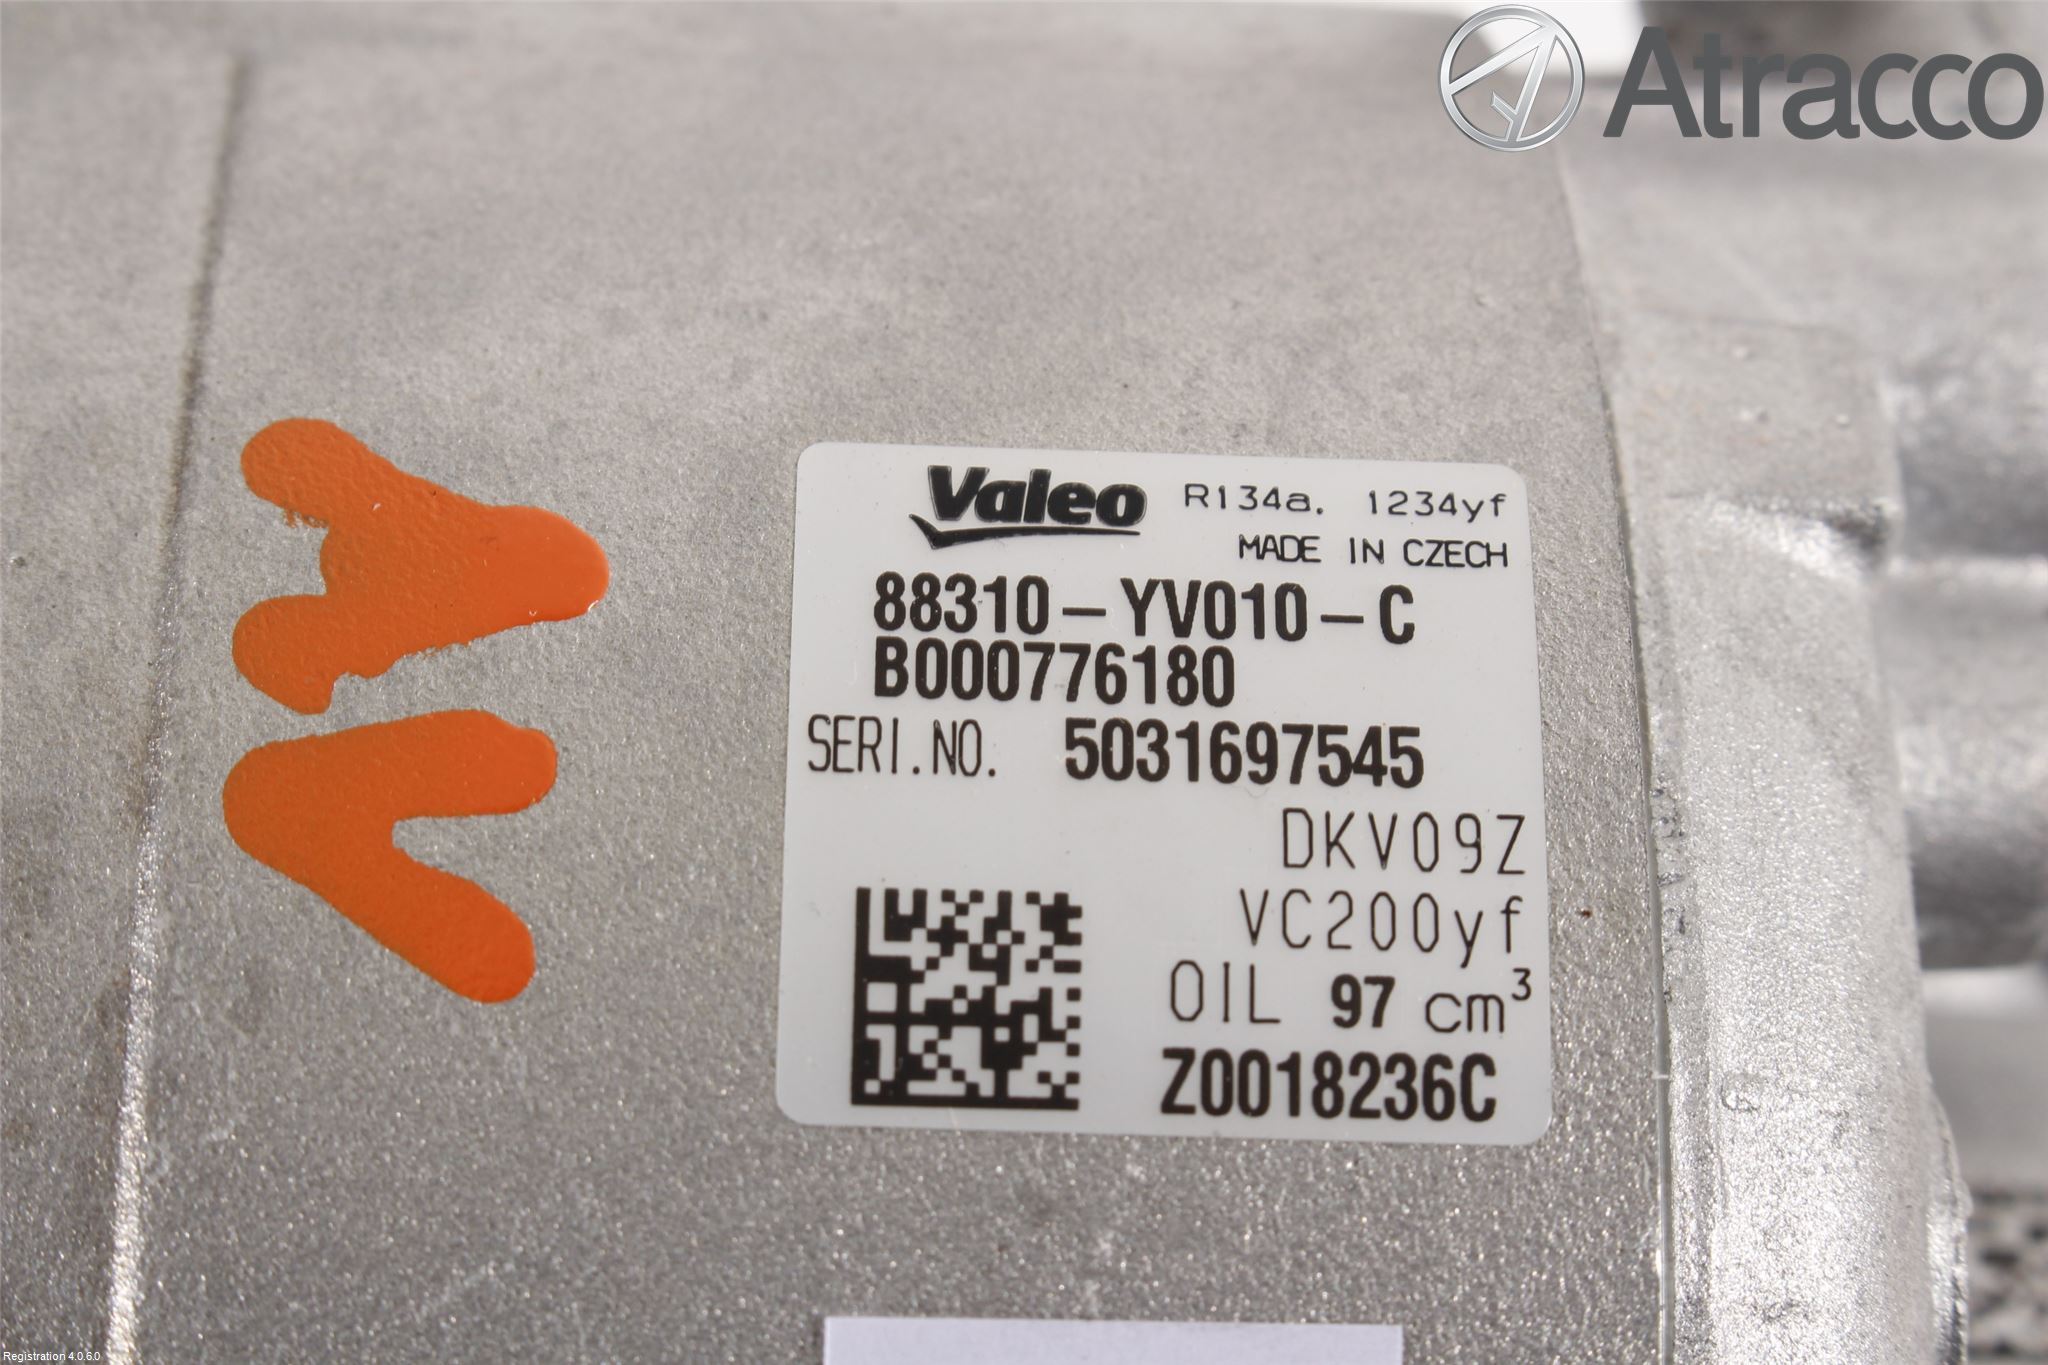 Atracco
Valeo R134a. 1234yf
MADE IN CZECH
88310-YV010-C
B000776180
SERI.NO. 5031697545
DKV09Z
VC200yf
OIL 97 cm³
Z0018236C
Registration 4.0.6.0